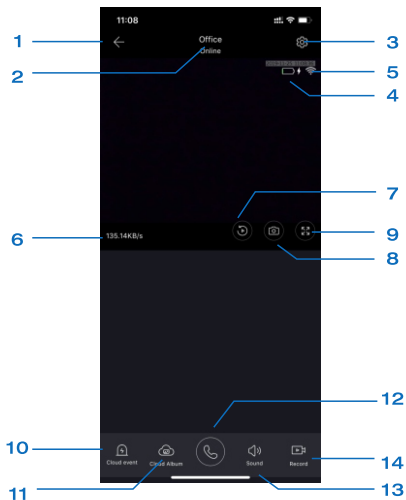 11:08
1
Office
3
2
Online
5
4
7
6
135.14KB/s
9
8
12
10
Cloud event
Cloud Album
Sound
Record
14
11
13